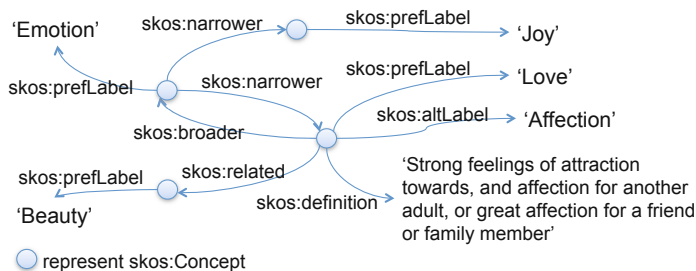 skos:narrower
skos:prefLabel
‘Emotion’
‘Joy’
skos:prefLabel
skos:prefLabel
skos:narrower
‘Love’
skos:altLabel
skos:broader
‘Affection’
skos:related
skos:prefLabel
‘Strong feelings of attraction
towards, and affection for another
adult, or great affection for a friend
or family member’
skos:definition
‘Beauty’
represent skos:Concept